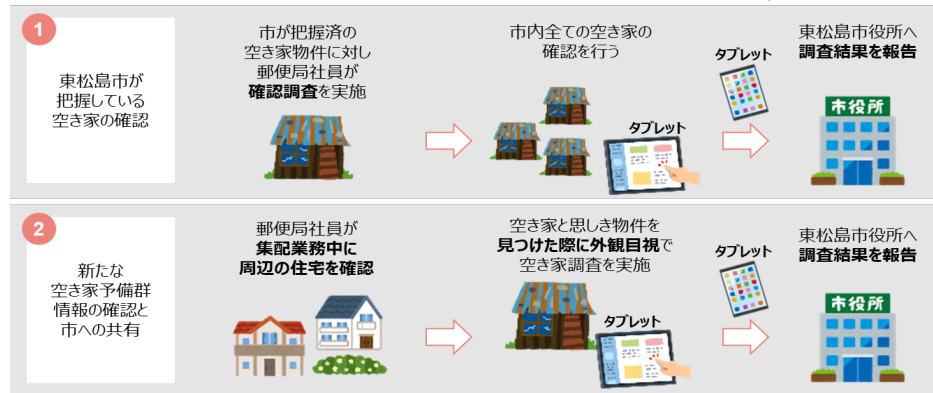 1
東松島市が
把握している
空き家の確認
市が把握済の
空き家物件に対し
郵便局社員が
確認調査を実施
市内全ての空き家の
確認を行う
タブレット
タブレット
東松島市役所へ
調査結果を報告
市役所
2
新たな
空き家予備群
情報の確認と
市への共有
郵便局社員が
集配業務中に
周辺の住宅を確認
空き家と思しき物件を
見つけた際に外観目視で
空き家調査を実施
タブレット
タブレット
東松島市役所へ
調査結果を報告
市役所